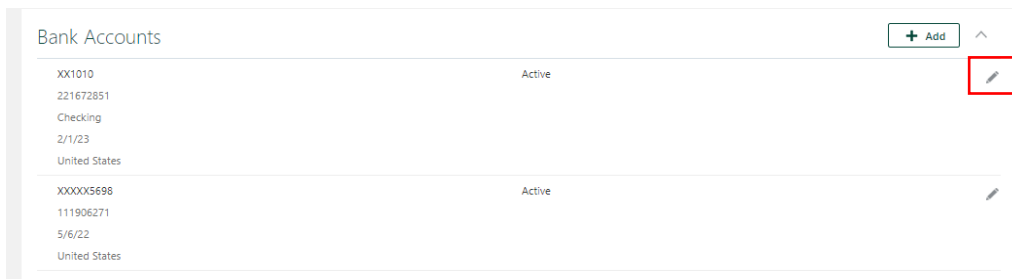 Bank Accounts
+ Add
XX1010 Active
221672851
Checking
2/1/23
United States
XXXXX5698 Active
111906271
5/6/22
United States